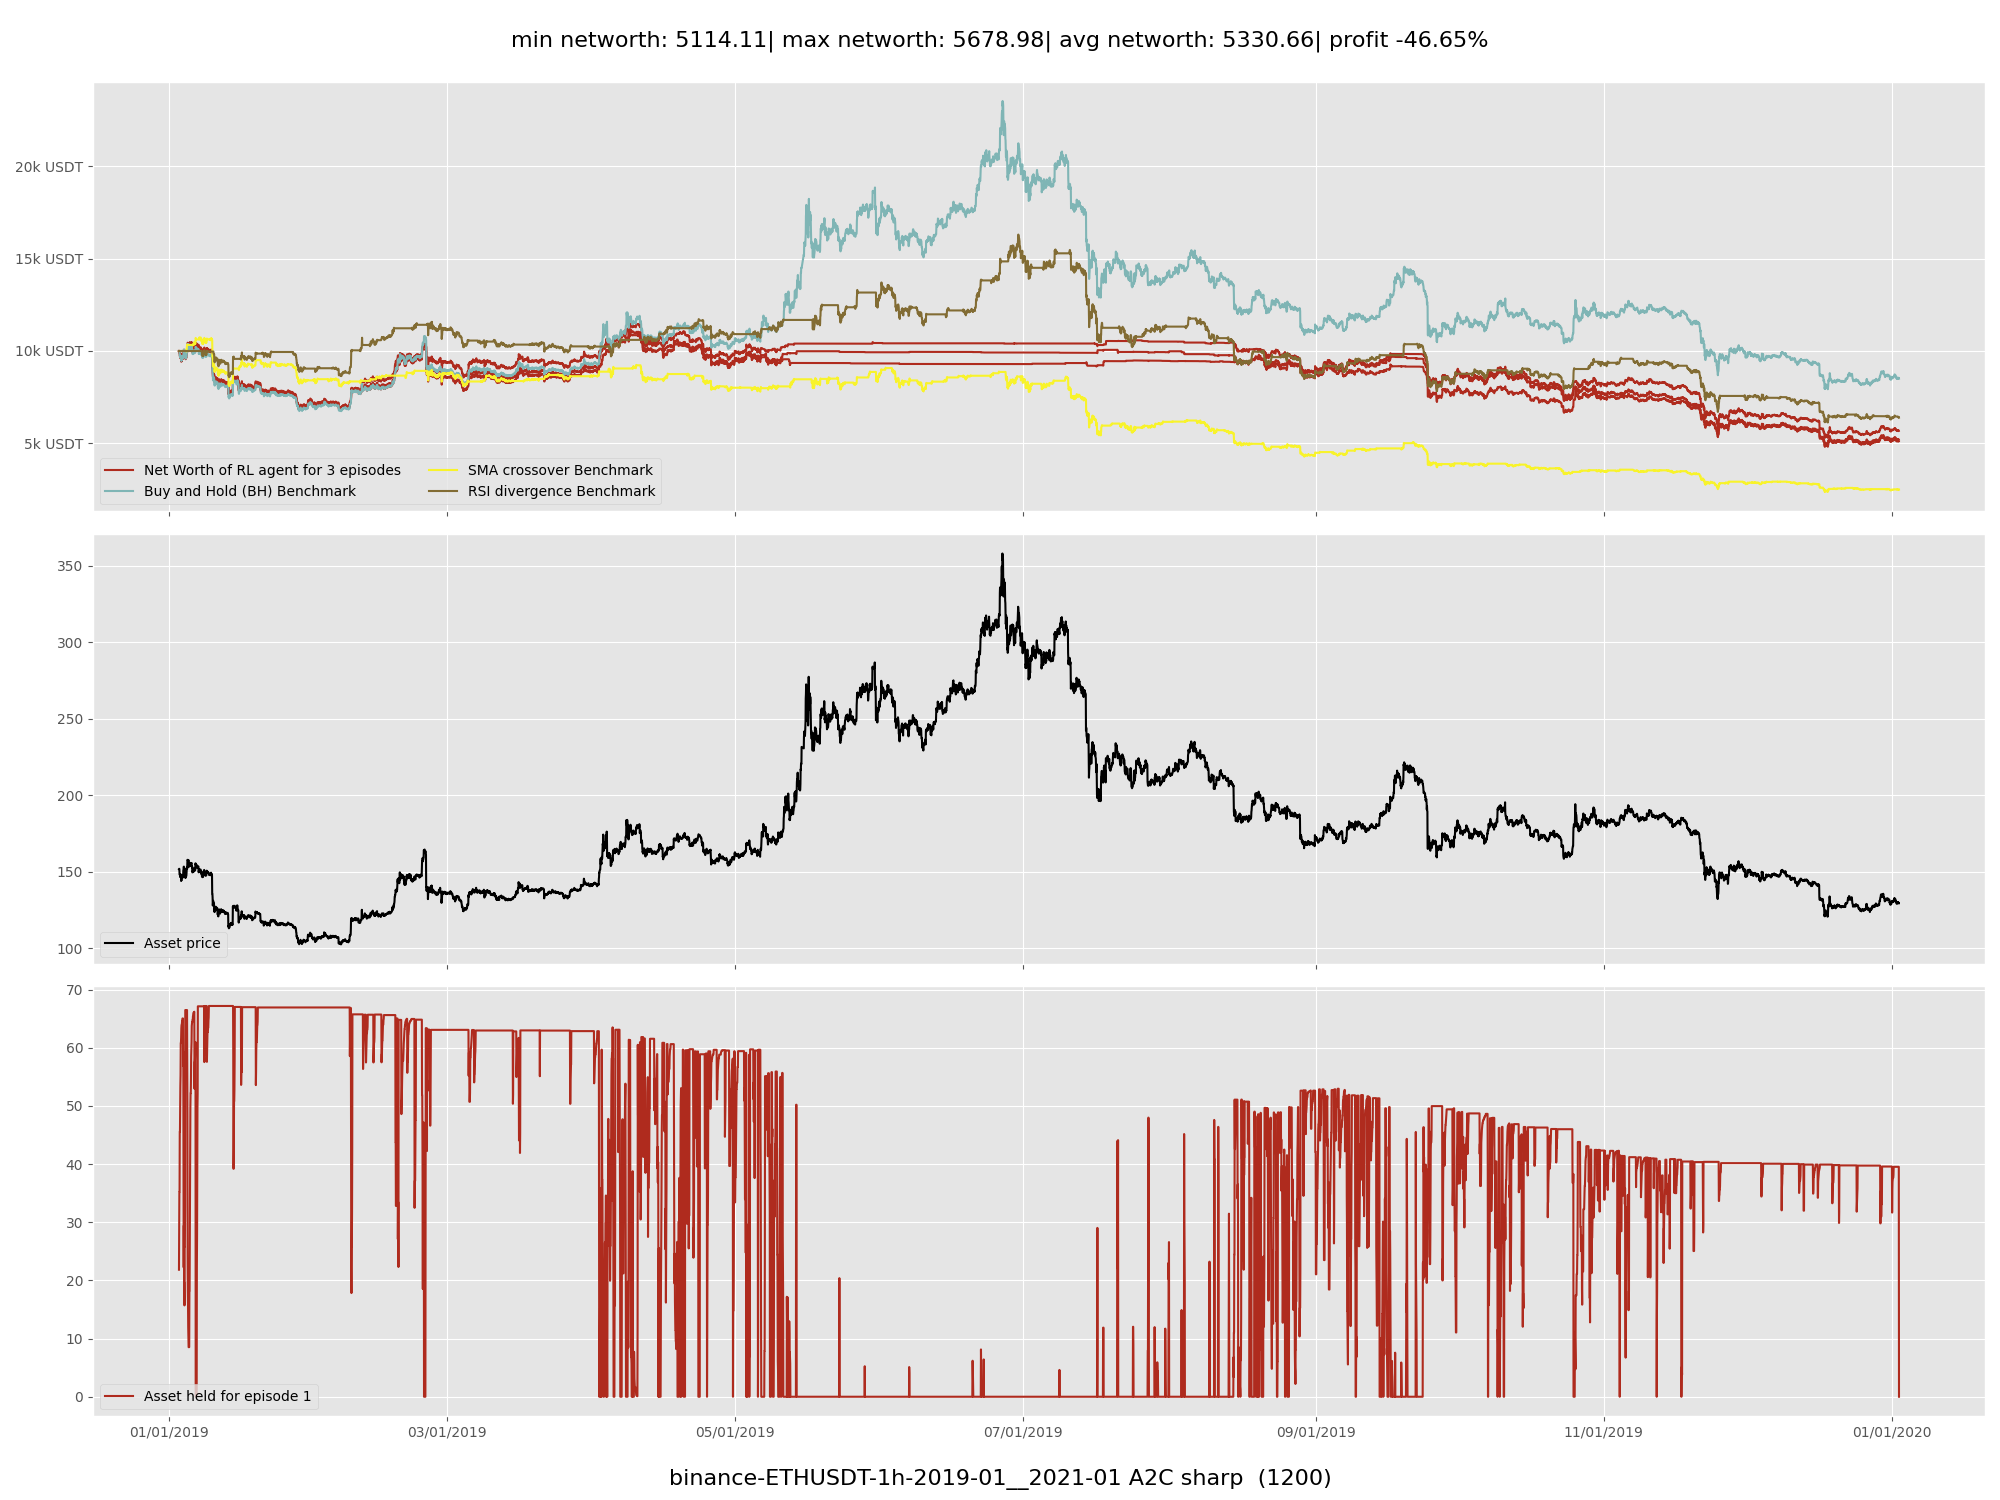 min networth: 5114.11| max networth: 5678.98| avg networth: 5330.66| profit -46.65%
20k USDT
15k USDT
10k USDT
5k USDT
Net Worth of RL agent for 3 episodes
Buy and Hold (BH) Benchmark
SMA crossover Benchmark
RSI divergence Benchmark
350
300
250
200
150
100
Asset price
70
60
50
40
30
20
10
0
Asset held for episode 1
01/01/2019 03/01/2019 05/01/2019 07/01/2019 09/01/2019 11/01/2019 01/01/2020
binance-ETHUSDT-1h-2019-01__2021-01 A2C sharp (1200)